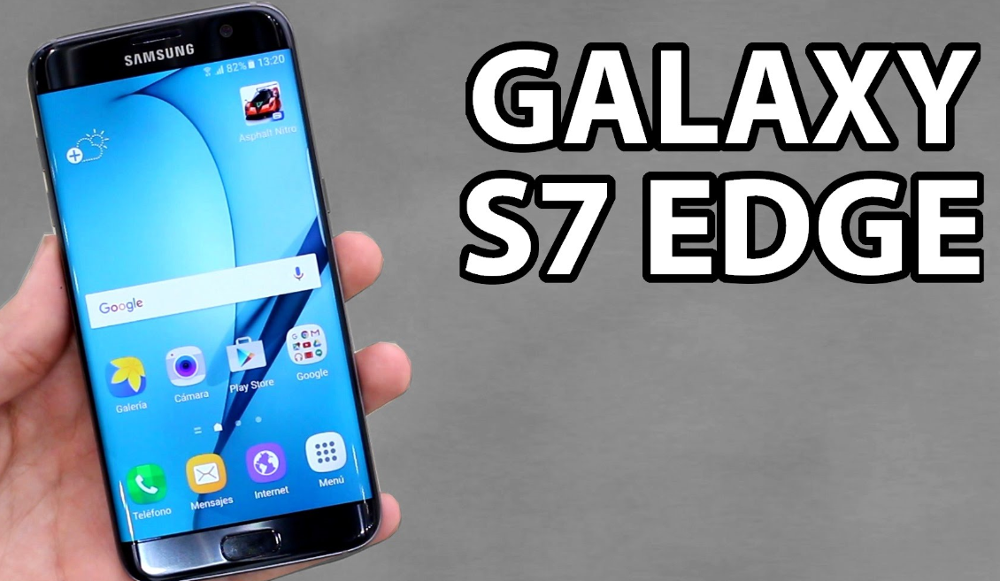 SAMSUNG
82% 13:20
Asphalt Nitro
Google
Galería
Cámara
Play Store
Google
Teléfono
Mensajes
Internet
Menú
GALAXY
S7 EDGE